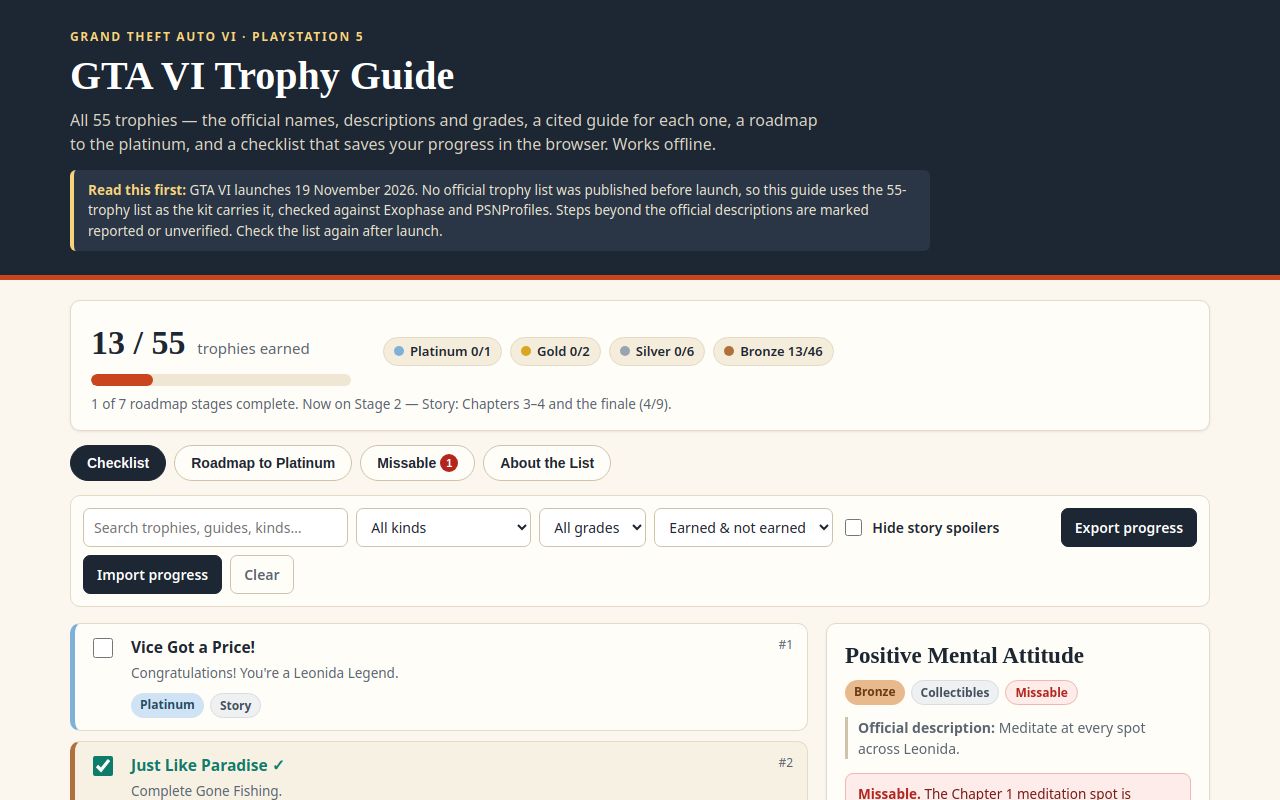 GRAND THEFT AUTO VI · PLAYSTATION 5
GTA VI Trophy Guide
All 55 trophies — the official names, descriptions and grades, a cited guide for each one, a roadmap
to the platinum, and a checklist that saves your progress in the browser. Works offline.
Read this first: GTA VI launches 19 November 2026. No official trophy list was published before launch, so this guide uses the 55-
trophy list as the kit carries it, checked against Exophase and PSNProfiles. Steps beyond the official descriptions are marked
reported or unverified. Check the list again after launch.
13 / 55 trophies earned
Platinum 0/1
Gold 0/2
Silver 0/6
Bronze 13/46
1 of 7 roadmap stages complete. Now on Stage 2 — Story: Chapters 3–4 and the finale (4/9).
Checklist
Roadmap to Platinum
Missable 1
About the List
Search trophies, guides, kinds...
All kinds
All grades
Earned & not earned
Hide story spoilers
Export progress
Import progress
Clear
Vice Got a Price!
#1
Congratulations! You're a Leonida Legend.
Platinum
Story
Just Like Paradise ✓
#2
Complete Gone Fishing.
Positive Mental Attitude
Bronze
Collectibles
Missable
Official description: Meditate at every spot
across Leonida.
Missable. The Chapter 1 meditation spot is